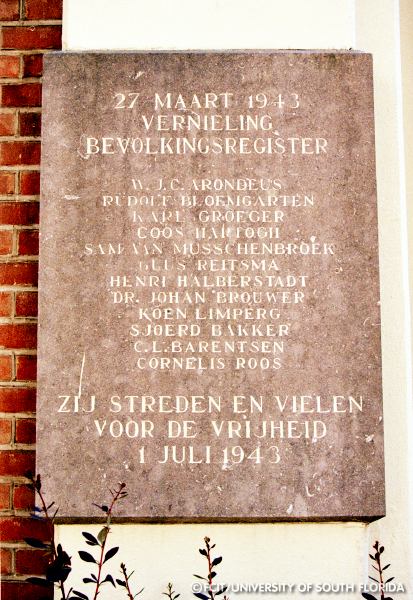 27 MAART 1943
VERNIELING
BEVOLKINGSREGISTER
W.J.C. ARONDEUS
RUDOLF BLOEMGARTEN
KARL GROEGER
COOS HARTOGH
SAM VAN MUSSCHENBROEK
GUUS REITSMA
HENRI HALBERSTADT
DR. JOHAN BROUWER
KOEN LIMPERG
SJOERD BAKKER
C.L. BARENTSEN
CORNELIS ROOS
ZIJ STREDEN EN VIELEN
VOOR DE VRIJHEID
1 JULI 1943
© FCIT/UNIVERSITY OF SOUTH FLORIDA